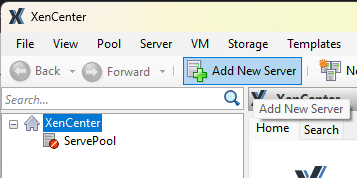 XenCenter
File View Pool Server VM Storage Templates
Back Forward Add New Server
Search...
XenCenter
Add New Server
Home Search
XenCenter
ServePool